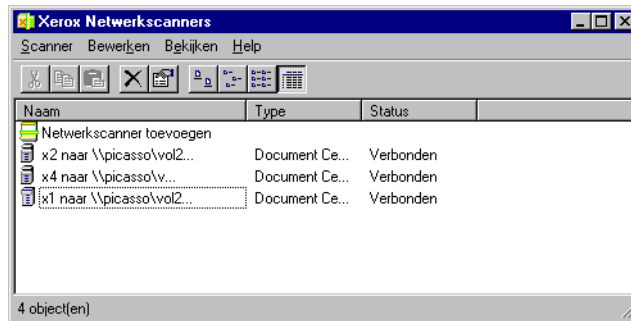 Xerox Netwerkscanners
Scanner Bewerken Bekijken Help
Naam Type Status
Netwerkscanner toevoegen
x2 naar \\picasso\vol2... Document Ce... Verbonden
x4 naar \\picasso\v... Document Ce... Verbonden
x1 naar \\picasso\vol2... Document Ce... Verbonden
4 object(en)